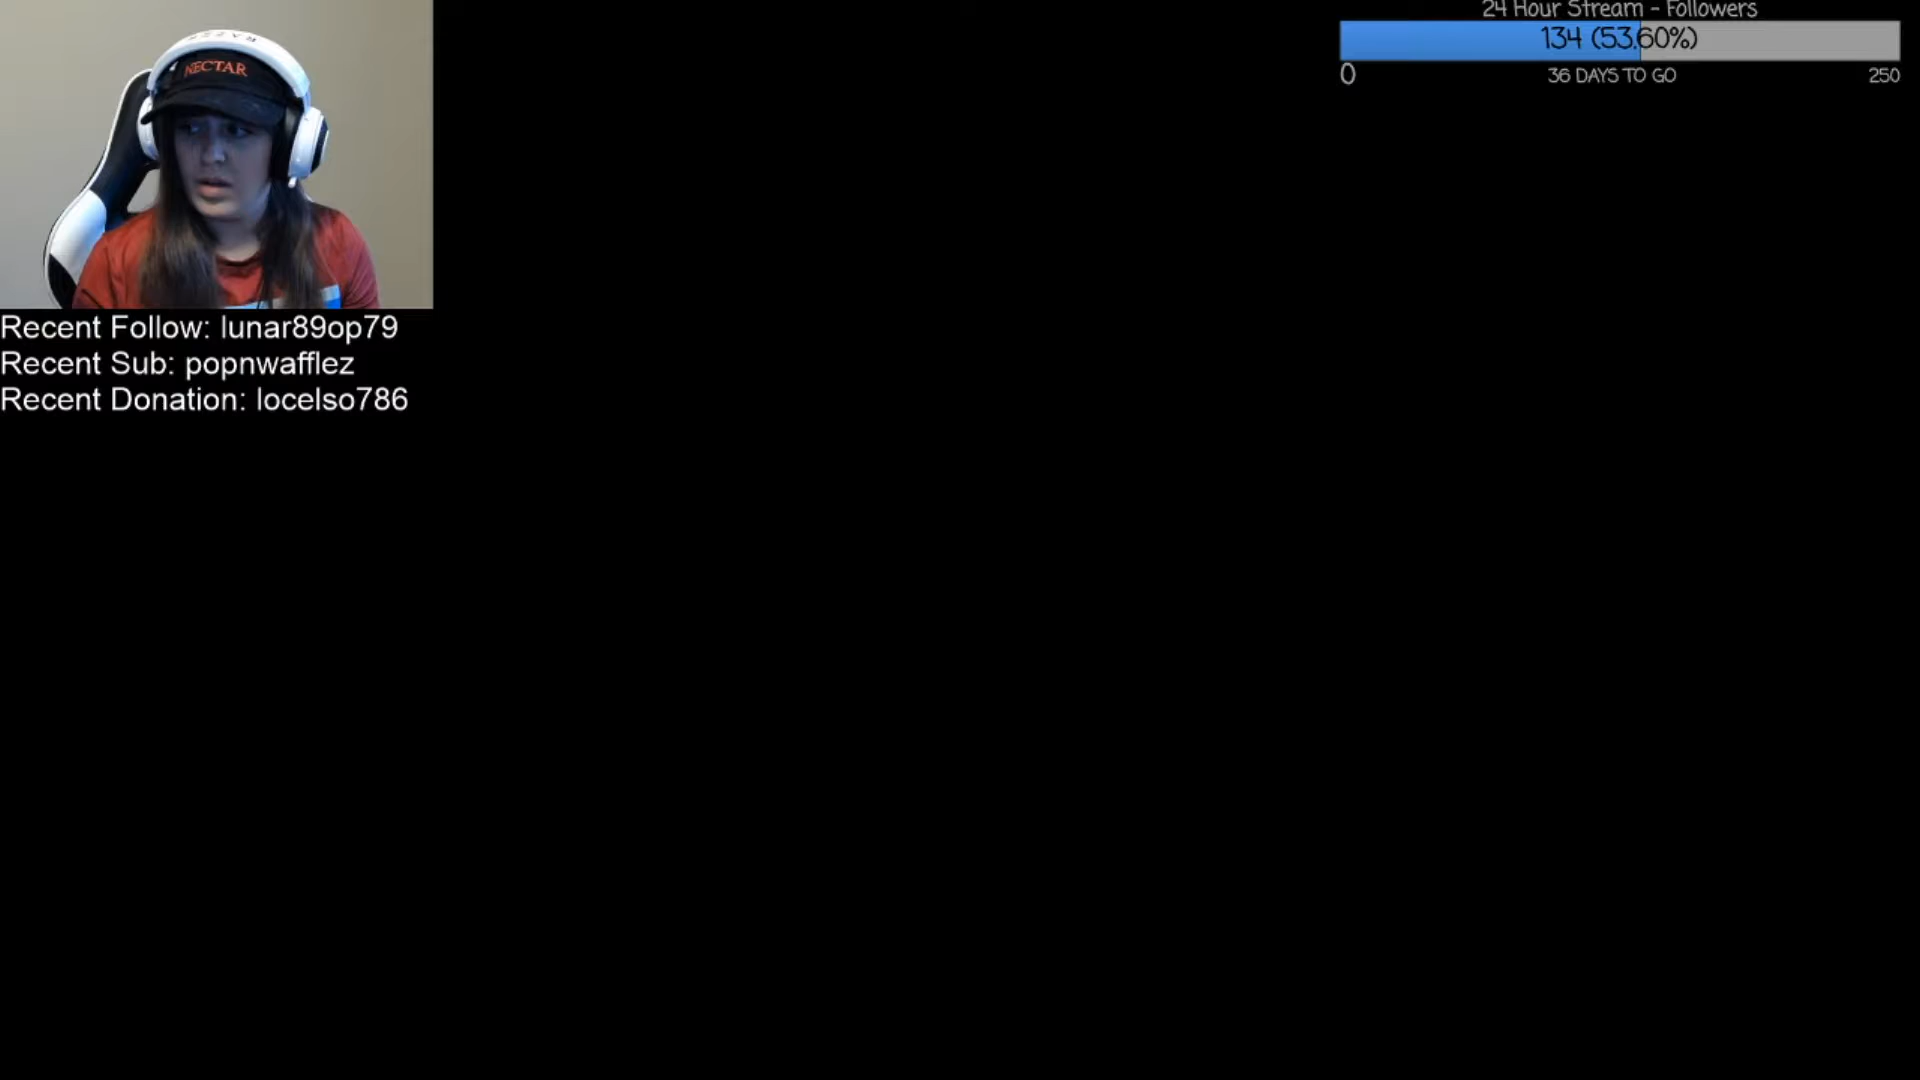 24 Hour Stream - Followers
134 (53.60%)
0 36 DAYS TO GO 250
RAZER
NECTAR
Recent Follow: lunar89op79
Recent Sub: popnwafflez
Recent Donation: locelso786